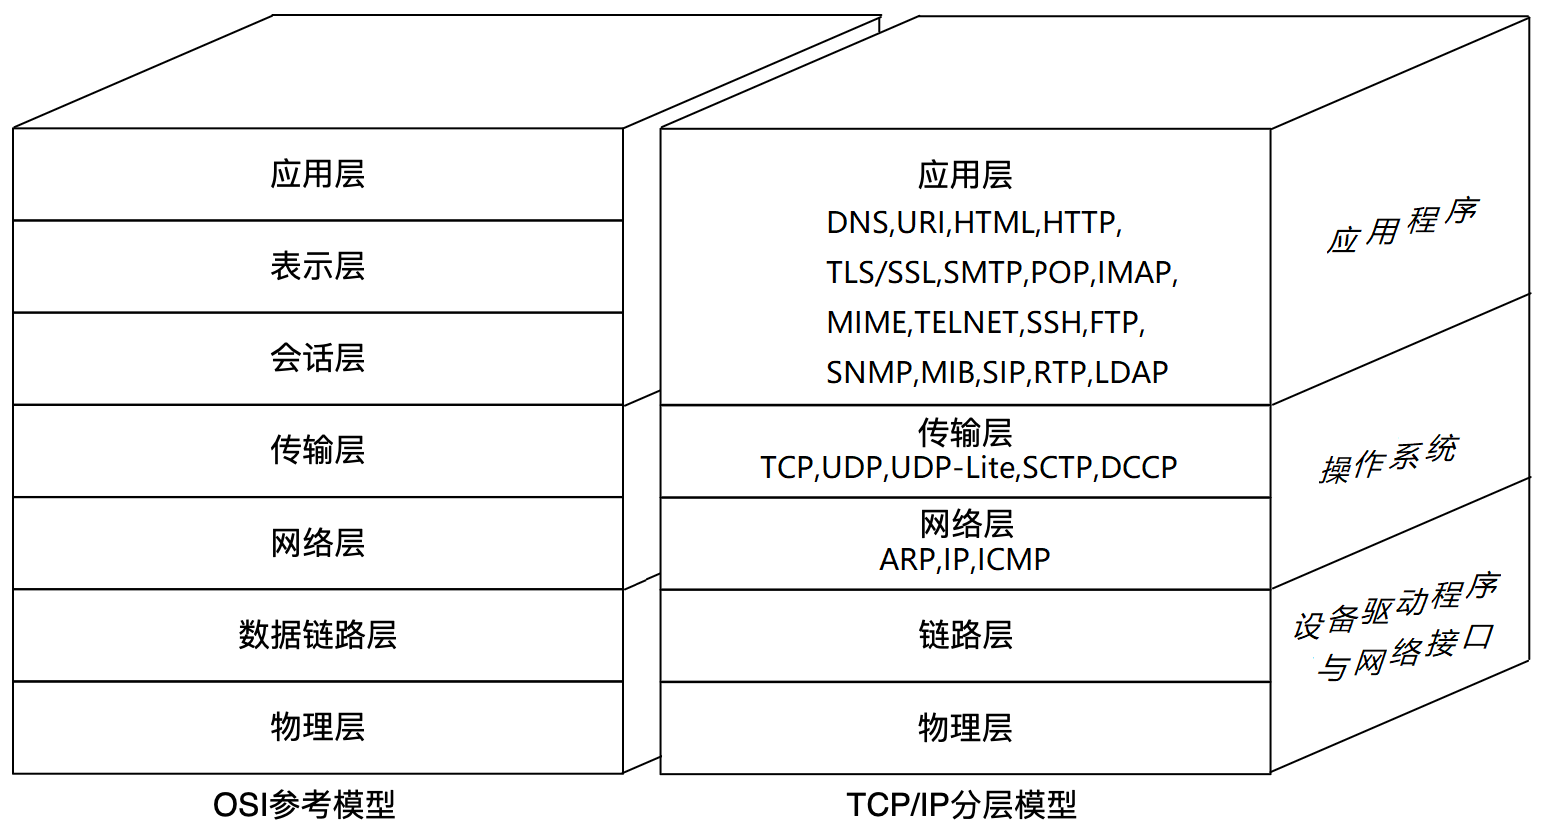 应用层
表示层
会话层
传输层
网络层
数据链路层
物理层
OSI参考模型
应用层
DNS,URI,HTML,HTTP,
TLS/SSL,SMTP,POP,IMAP,
MIME,TELNET,SSH,FTP,
SNMP,MIB,SIP,RTP,LDAP
传输层
TCP,UDP,UDP-Lite,SCTP,DCCP
网络层
ARP,IP,ICMP
链路层
物理层
TCP/IP分层模型
应用程序
操作系统
设备驱动程序
与网络接口